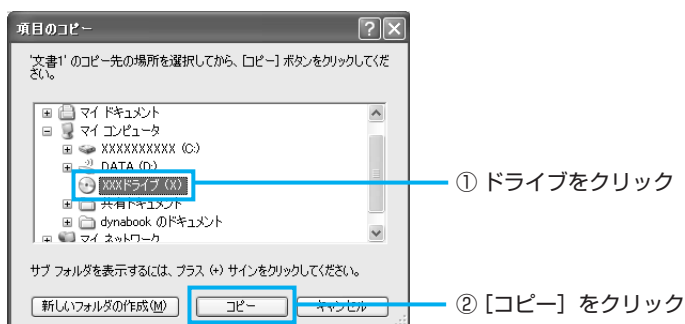 項目のコピー
'文書1' のコピー先の場所を選択してから、[コピー] ボタンをクリックしてくだ
さい。
マイ ドキュメント
マイ コンピュータ
XXXXXXXXXX (C:)
DATA (D:)
XXXドライブ (X)
① ドライブをクリック
共有ドキュメント
dynabook のドキュメント
マイ ネットワーク
サブ フォルダを表示するには、プラス (+) サインをクリックしてください。
新しいフォルダの作成(M)
コピー
キャンセル
② [コピー] をクリック